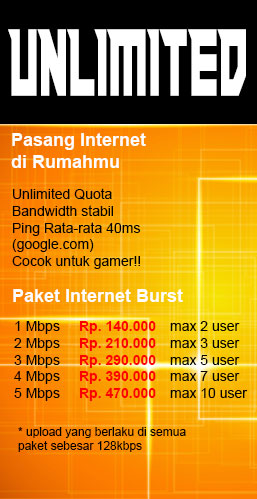 UNLIMITED
Pasang Internet
di Rumahmu
Unlimited Quota
Bandwidth stabil
Ping Rata-rata 40ms
(google.com)
Cocok untuk gamer!!
Paket Internet Burst
1 Mbps Rp. 140.000 max 2 user
2 Mbps Rp. 210.000 max 3 user
3 Mbps Rp. 290.000 max 5 user
4 Mbps Rp. 390.000 max 7 user
5 Mbps Rp. 470.000 max 10 user
* upload yang berlaku di semua
paket sebesar 128kbps